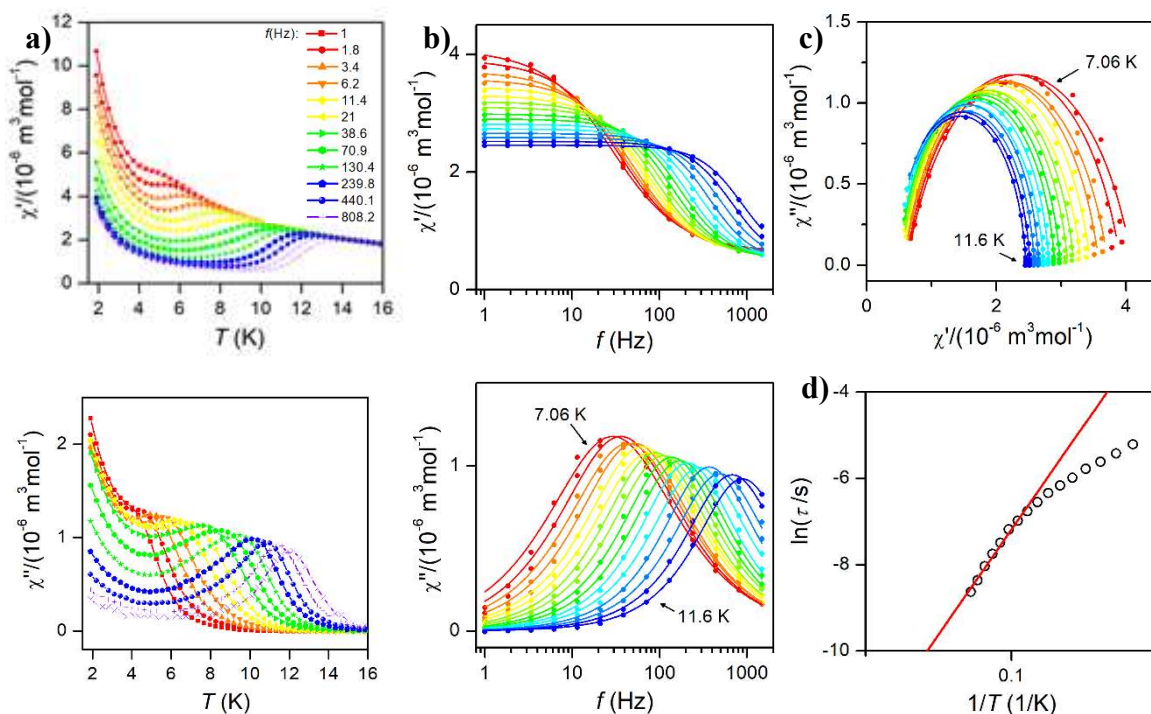 a)
χ'/(10⁻⁶ m³mol⁻¹)
12
10
8
6
4
2
0
f(Hz):
1
1.8
3.4
6.2
11.4
21
38.6
70.9
130.4
239.8
440.1
808.2
2 4 6 8 10 12 14 16
T (K)
b)
χ'/(10⁻⁶ m³mol⁻¹)
4
2
0
1 10 100 1000
f (Hz)
c)
χ''/(10⁻⁶ m³mol⁻¹)
1.5
1.0
0.5
0.0
7.06 K
11.6 K
0 1 2 3 4
χ'/(10⁻⁶ m³mol⁻¹)
χ''/(10⁻⁶ m³mol⁻¹)
2
1
0
2 4 6 8 10 12 14 16
T (K)
χ''/(10⁻⁶ m³mol⁻¹)
1
0
7.06 K
11.6 K
1 10 100 1000
f (Hz)
d)
ln(τ/s)
-4
-6
-8
-10
0.1
1/T (1/K)